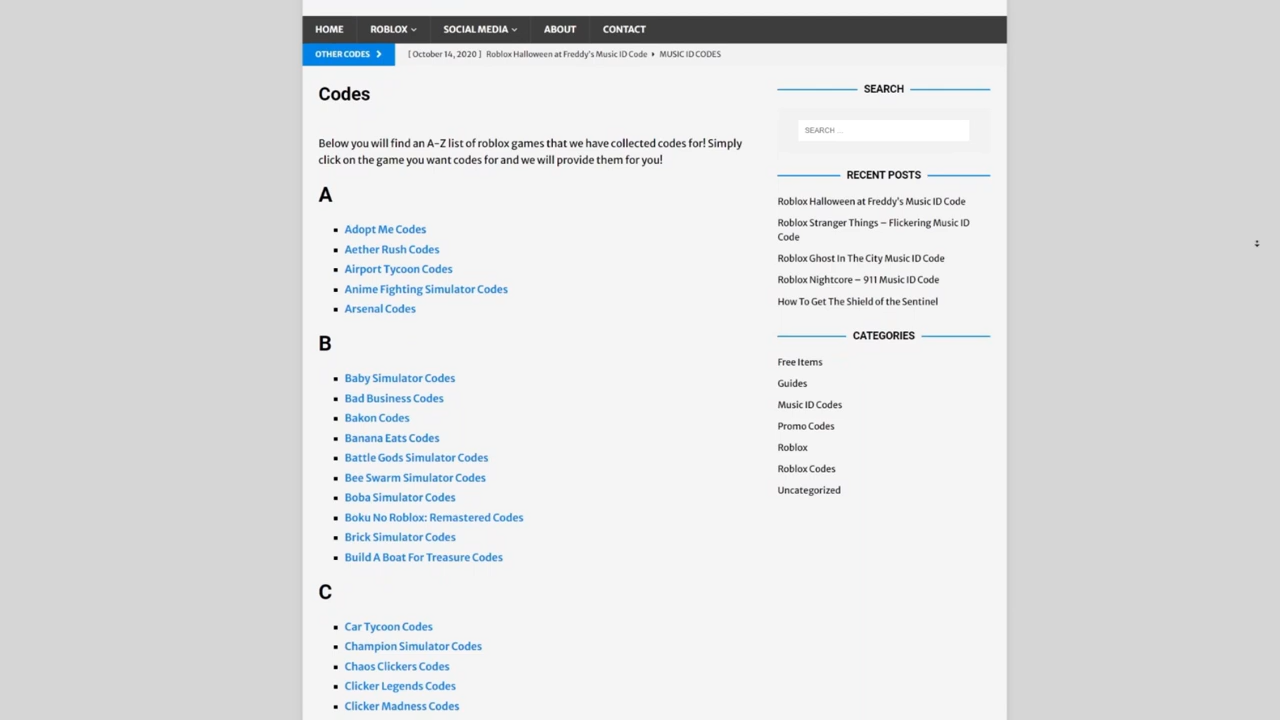 HOME ROBLOX SOCIAL MEDIA ABOUT CONTACT
OTHER CODES [ October 14, 2020 ] Roblox Halloween at Freddy's Music ID Code MUSIC ID CODES
Codes
Below you will find an A-Z list of roblox games that we have collected codes for! Simply
click on the game you want codes for and we will provide them for you!
A
Adopt Me Codes
Aether Rush Codes
Airport Tycoon Codes
Anime Fighting Simulator Codes
Arsenal Codes
B
Baby Simulator Codes
Bad Business Codes
Bakon Codes
Banana Eats Codes
Battle Gods Simulator Codes
Bee Swarm Simulator Codes
Boba Simulator Codes
Boku No Roblox: Remastered Codes
Brick Simulator Codes
Build A Boat For Treasure Codes
C
Car Tycoon Codes
Champion Simulator Codes
Chaos Clickers Codes
Clicker Legends Codes
Clicker Madness Codes
SEARCH
SEARCH ...
RECENT POSTS
Roblox Halloween at Freddy's Music ID Code
Roblox Stranger Things – Flickering Music ID
Code
Roblox Ghost In The City Music ID Code
Roblox Nightcore – 911 Music ID Code
How To Get The Shield of the Sentinel
CATEGORIES
Free Items
Guides
Music ID Codes
Promo Codes
Roblox
Roblox Codes
Uncategorized